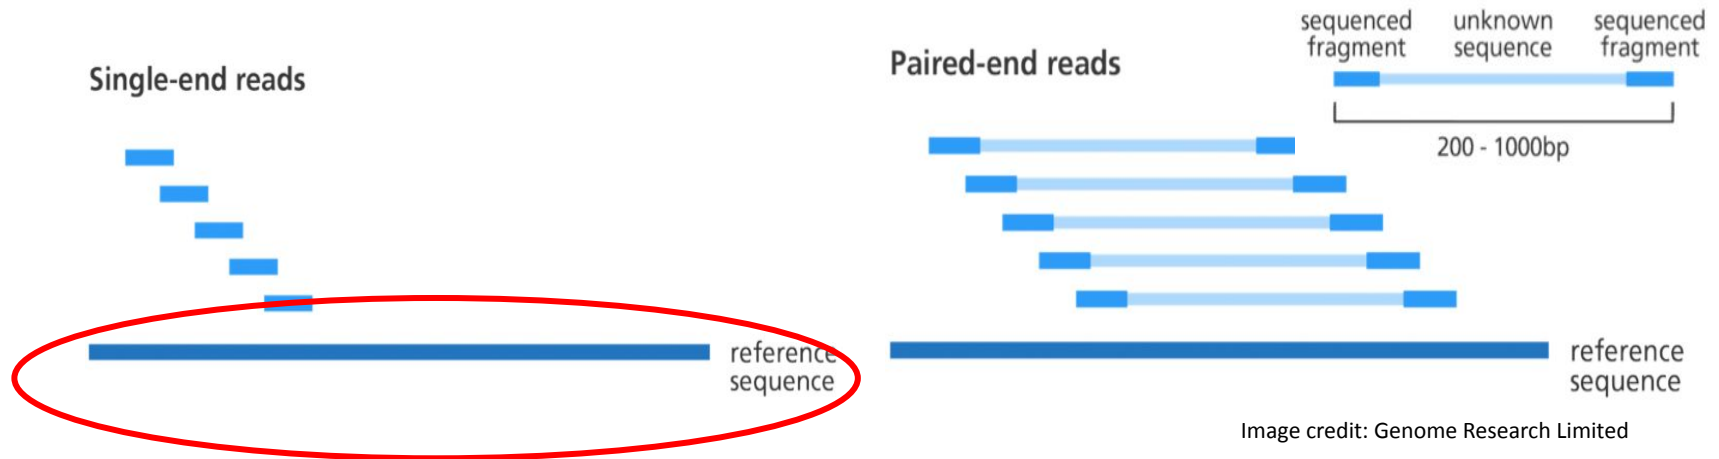 Single-end reads
reference
sequence
Paired-end reads
sequenced
fragment
unknown
sequence
sequenced
fragment
200 - 1000bp
reference
sequence
Image credit: Genome Research Limited